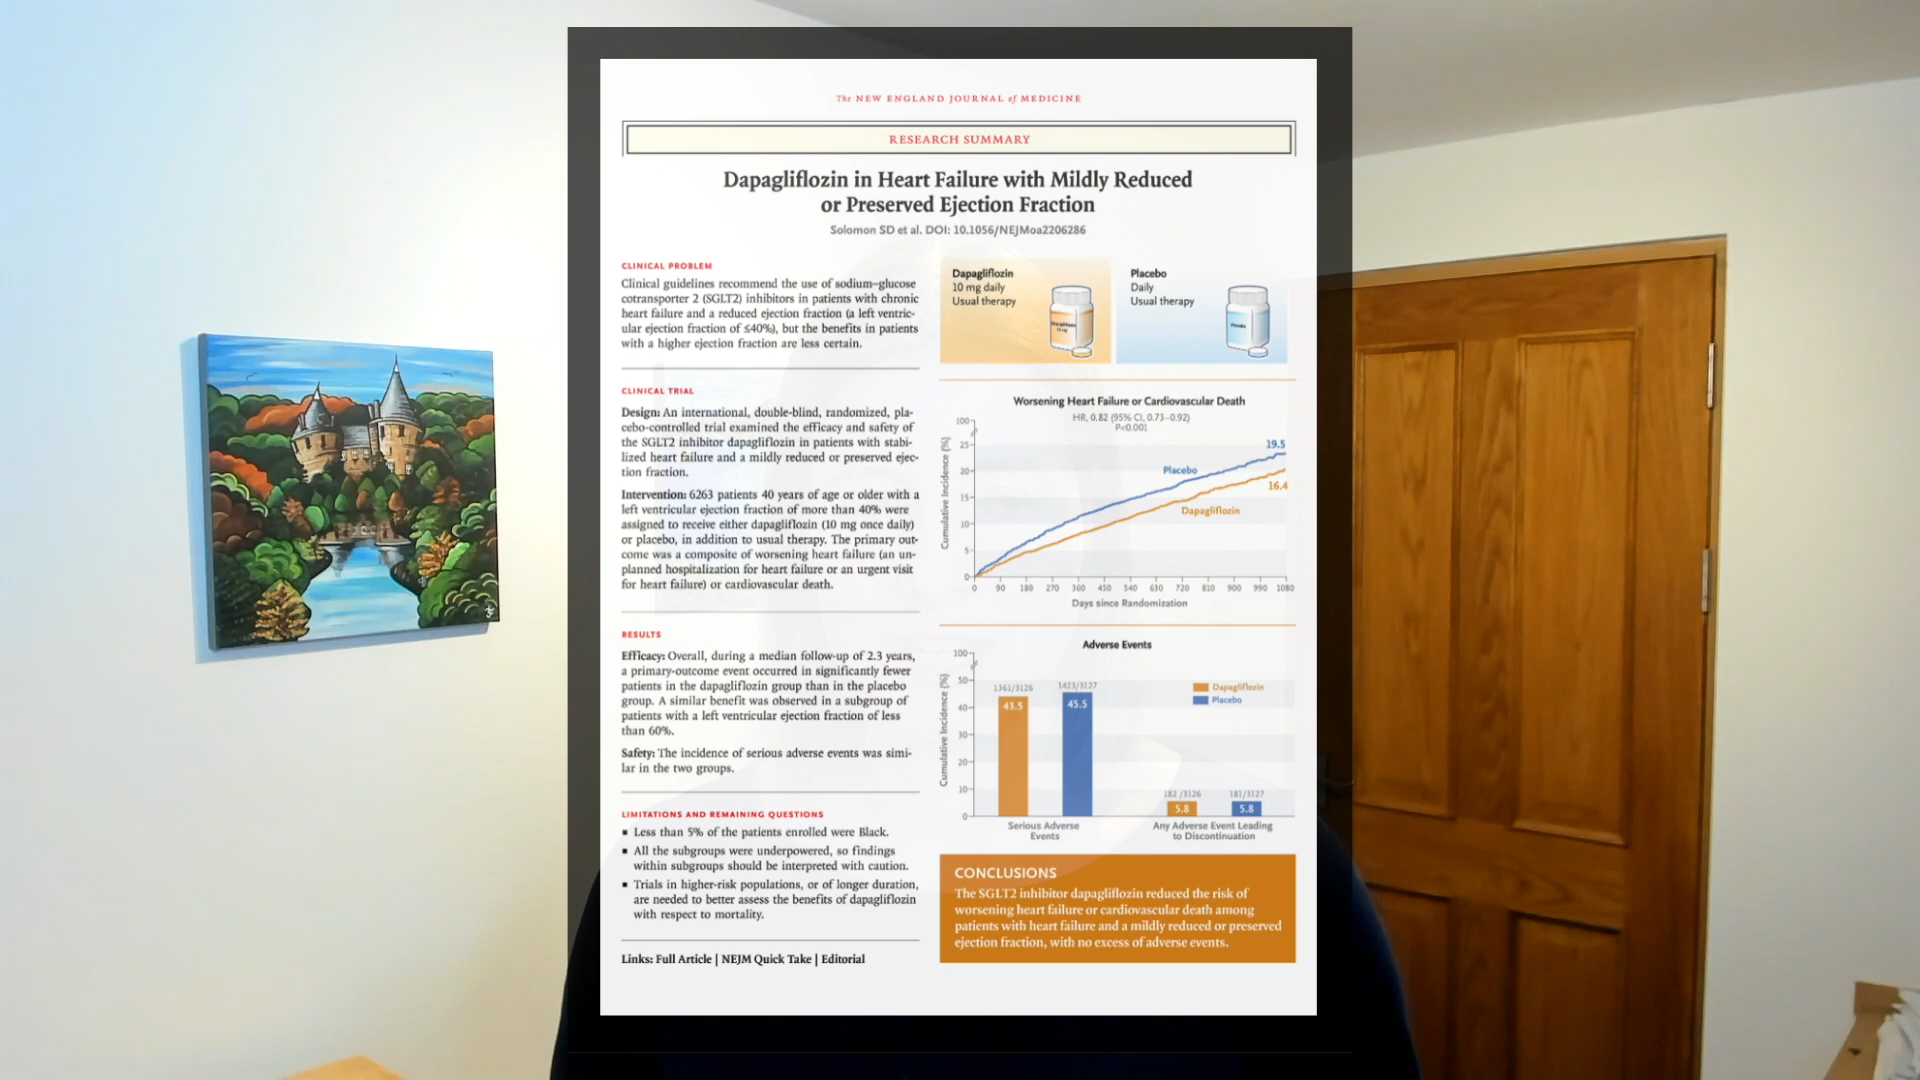 The NEW ENGLAND JOURNAL of MEDICINE
RESEARCH SUMMARY
Dapagliflozin in Heart Failure with Mildly Reduced
or Preserved Ejection Fraction
Solomon SD et al. DOI: 10.1056/NEJMoa2206286
CLINICAL PROBLEM
Clinical guidelines recommend the use of sodium–glucose
cotransporter 2 (SGLT2) inhibitors in patients with chronic
heart failure and a reduced ejection fraction (a left ventric-
ular ejection fraction of ≤40%), but the benefits in patients
with a higher ejection fraction are less certain.
CLINICAL TRIAL
Design: An international, double-blind, randomized, pla-
cebo-controlled trial examined the efficacy and safety of
the SGLT2 inhibitor dapagliflozin in patients with stabi-
lized heart failure and a mildly reduced or preserved ejec-
tion fraction.
Intervention: 6263 patients 40 years of age or older with a
left ventricular ejection fraction of more than 40% were
assigned to receive either dapagliflozin (10 mg once daily)
or placebo, in addition to usual therapy. The primary out-
come was a composite of worsening heart failure (an un-
planned hospitalization for heart failure or an urgent visit
for heart failure) or cardiovascular death.
RESULTS
Efficacy: Overall, during a median follow-up of 2.3 years,
a primary-outcome event occurred in significantly fewer
patients in the dapagliflozin group than in the placebo
group. A similar benefit was observed in a subgroup of
patients with a left ventricular ejection fraction of less
than 60%.
Safety: The incidence of serious adverse events was simi-
lar in the two groups.
LIMITATIONS AND REMAINING QUESTIONS
▪ Less than 5% of the patients enrolled were Black.
▪ All the subgroups were underpowered, so findings
within subgroups should be interpreted with caution.
▪ Trials in higher-risk populations, or of longer duration,
are needed to better assess the benefits of dapagliflozin
with respect to mortality.
Links: Full Article | NEJM Quick Take | Editorial
Dapagliflozin
10 mg daily
Usual therapy
Placebo
Daily
Usual therapy
Placebo
Worsening Heart Failure or Cardiovascular Death
HR, 0.82 (95% CI, 0.73–0.92)
P<0.001
Cumulative Incidence (%)
100
25
20
15
10
5
0
19.5
Placebo
16.4
Dapagliflozin
0 90 180 270 360 450 540 630 720 810 900 990 1080
Days since Randomization
Adverse Events
Cumulative Incidence (%)
100
50
40
30
20
10
0
1361/3126 1423/3127
43.5 45.5
Dapagliflozin
Placebo
182 /3126 181/3127
5.8 5.8
Serious Adverse
Events
Any Adverse Event Leading
to Discontinuation
CONCLUSIONS
The SGLT2 inhibitor dapagliflozin reduced the risk of
worsening heart failure or cardiovascular death among
patients with heart failure and a mildly reduced or preserved
ejection fraction, with no excess of adverse events.